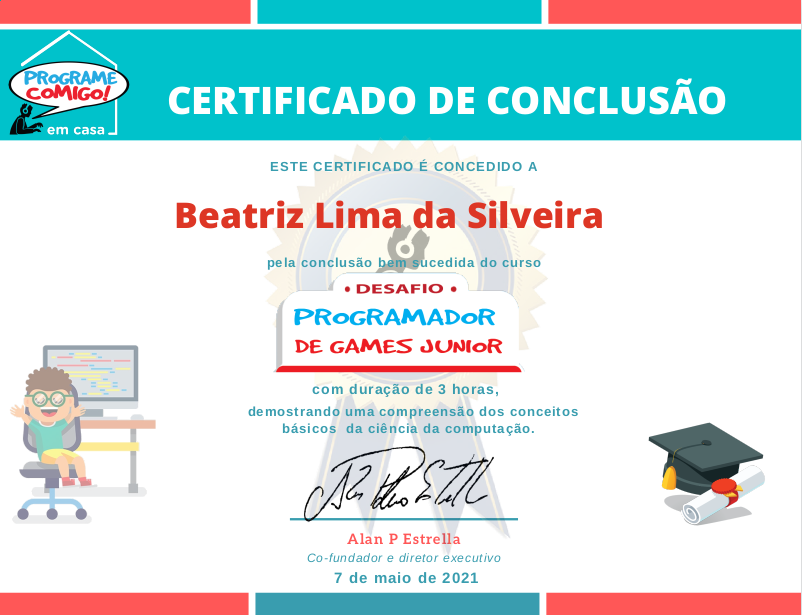 PROGRAME
COMIGO!
em casa
CERTIFICADO DE CONCLUSÃO
ESTE CERTIFICADO É CONCEDIDO A
Beatriz Lima da Silveira
pela conclusão bem sucedida do curso
• DESAFIO •
PROGRAMADOR
DE GAMES JUNIOR
com duração de 3 horas,
demostrando uma compreensão dos conceitos
básicos da ciência da computação.
Alan P Estrella
Co-fundador e diretor executivo
7 de maio de 2021